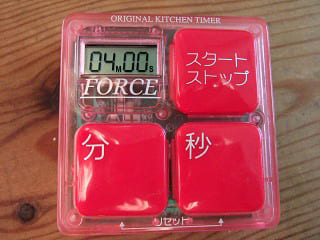 ORIGINAL KITCHEN TIMER
04M00S
スタート
ストップ
FORCE
分
秒
リセット